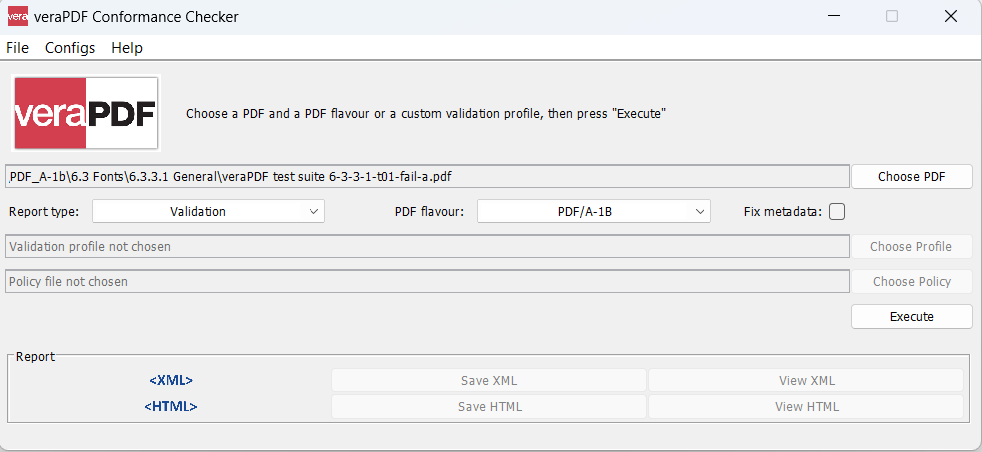 vera veraPDF Conformance Checker
File Configs Help
veraPDF Choose a PDF and a PDF flavour or a custom validation profile, then press "Execute"
PDF_A-1b\6.3 Fonts\6.3.3.1 General\veraPDF test suite 6-3-3-1-t01-fail-a.pdf Choose PDF
Report type: Validation PDF flavour: PDF/A-1B Fix metadata:
Validation profile not chosen Choose Profile
Policy file not chosen Choose Policy
Execute
Report
<XML> Save XML View XML
<HTML> Save HTML View HTML